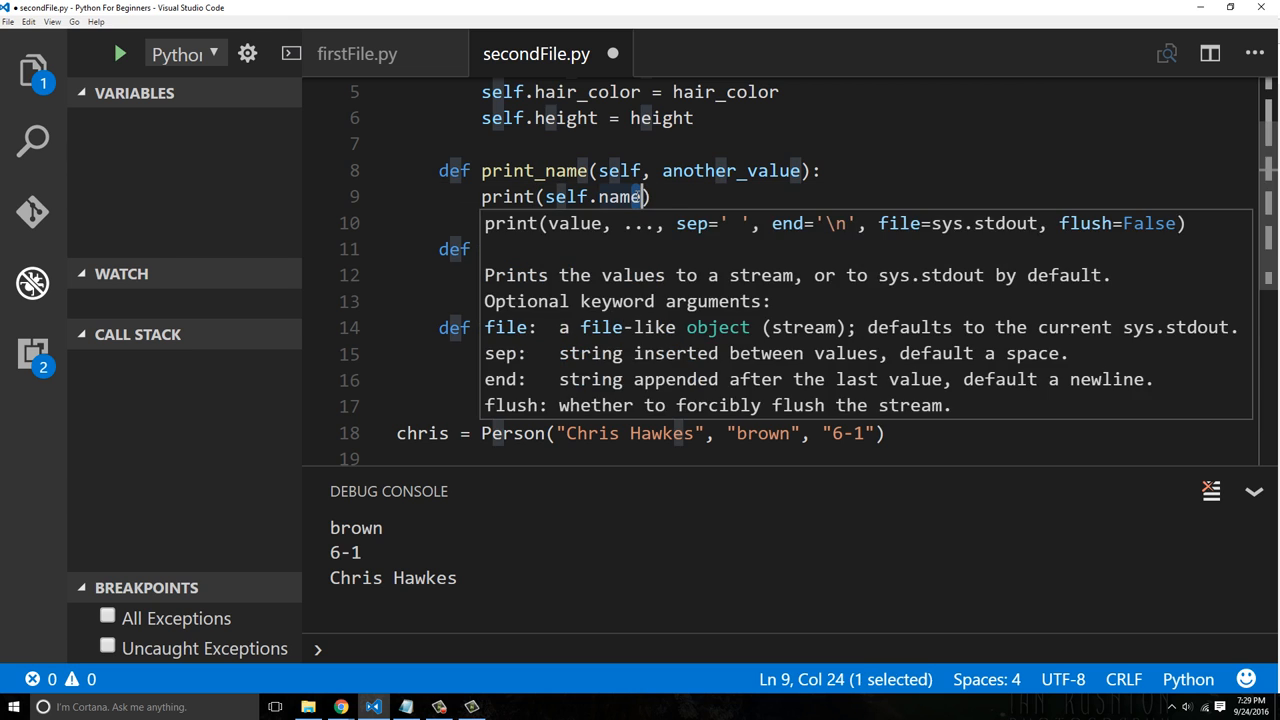 ● secondFile.py - Python For Beginners - Visual Studio Code
File Edit View Go Help
Python
firstFile.py
secondFile.py
1
VARIABLES
WATCH
CALL STACK
2
BREAKPOINTS
All Exceptions
Uncaught Exceptions
5 self.hair_color = hair_color
6 self.height = height
7
8 def print_name(self, another_value):
9 print(self.name)
10 print(value, ..., sep=' ', end='\n', file=sys.stdout, flush=False)
11 def
12 Prints the values to a stream, or to sys.stdout by default.
13 Optional keyword arguments:
14 def file: a file-like object (stream); defaults to the current sys.stdout.
15 sep: string inserted between values, default a space.
16 end: string appended after the last value, default a newline.
17 flush: whether to forcibly flush the stream.
18 chris = Person("Chris Hawkes", "brown", "6-1")
19
DEBUG CONSOLE
brown
6-1
Chris Hawkes
0 0 Ln 9, Col 24 (1 selected) Spaces: 4 UTF-8 CRLF Python
I'm Cortana. Ask me anything.
7:29 PM
9/24/2016